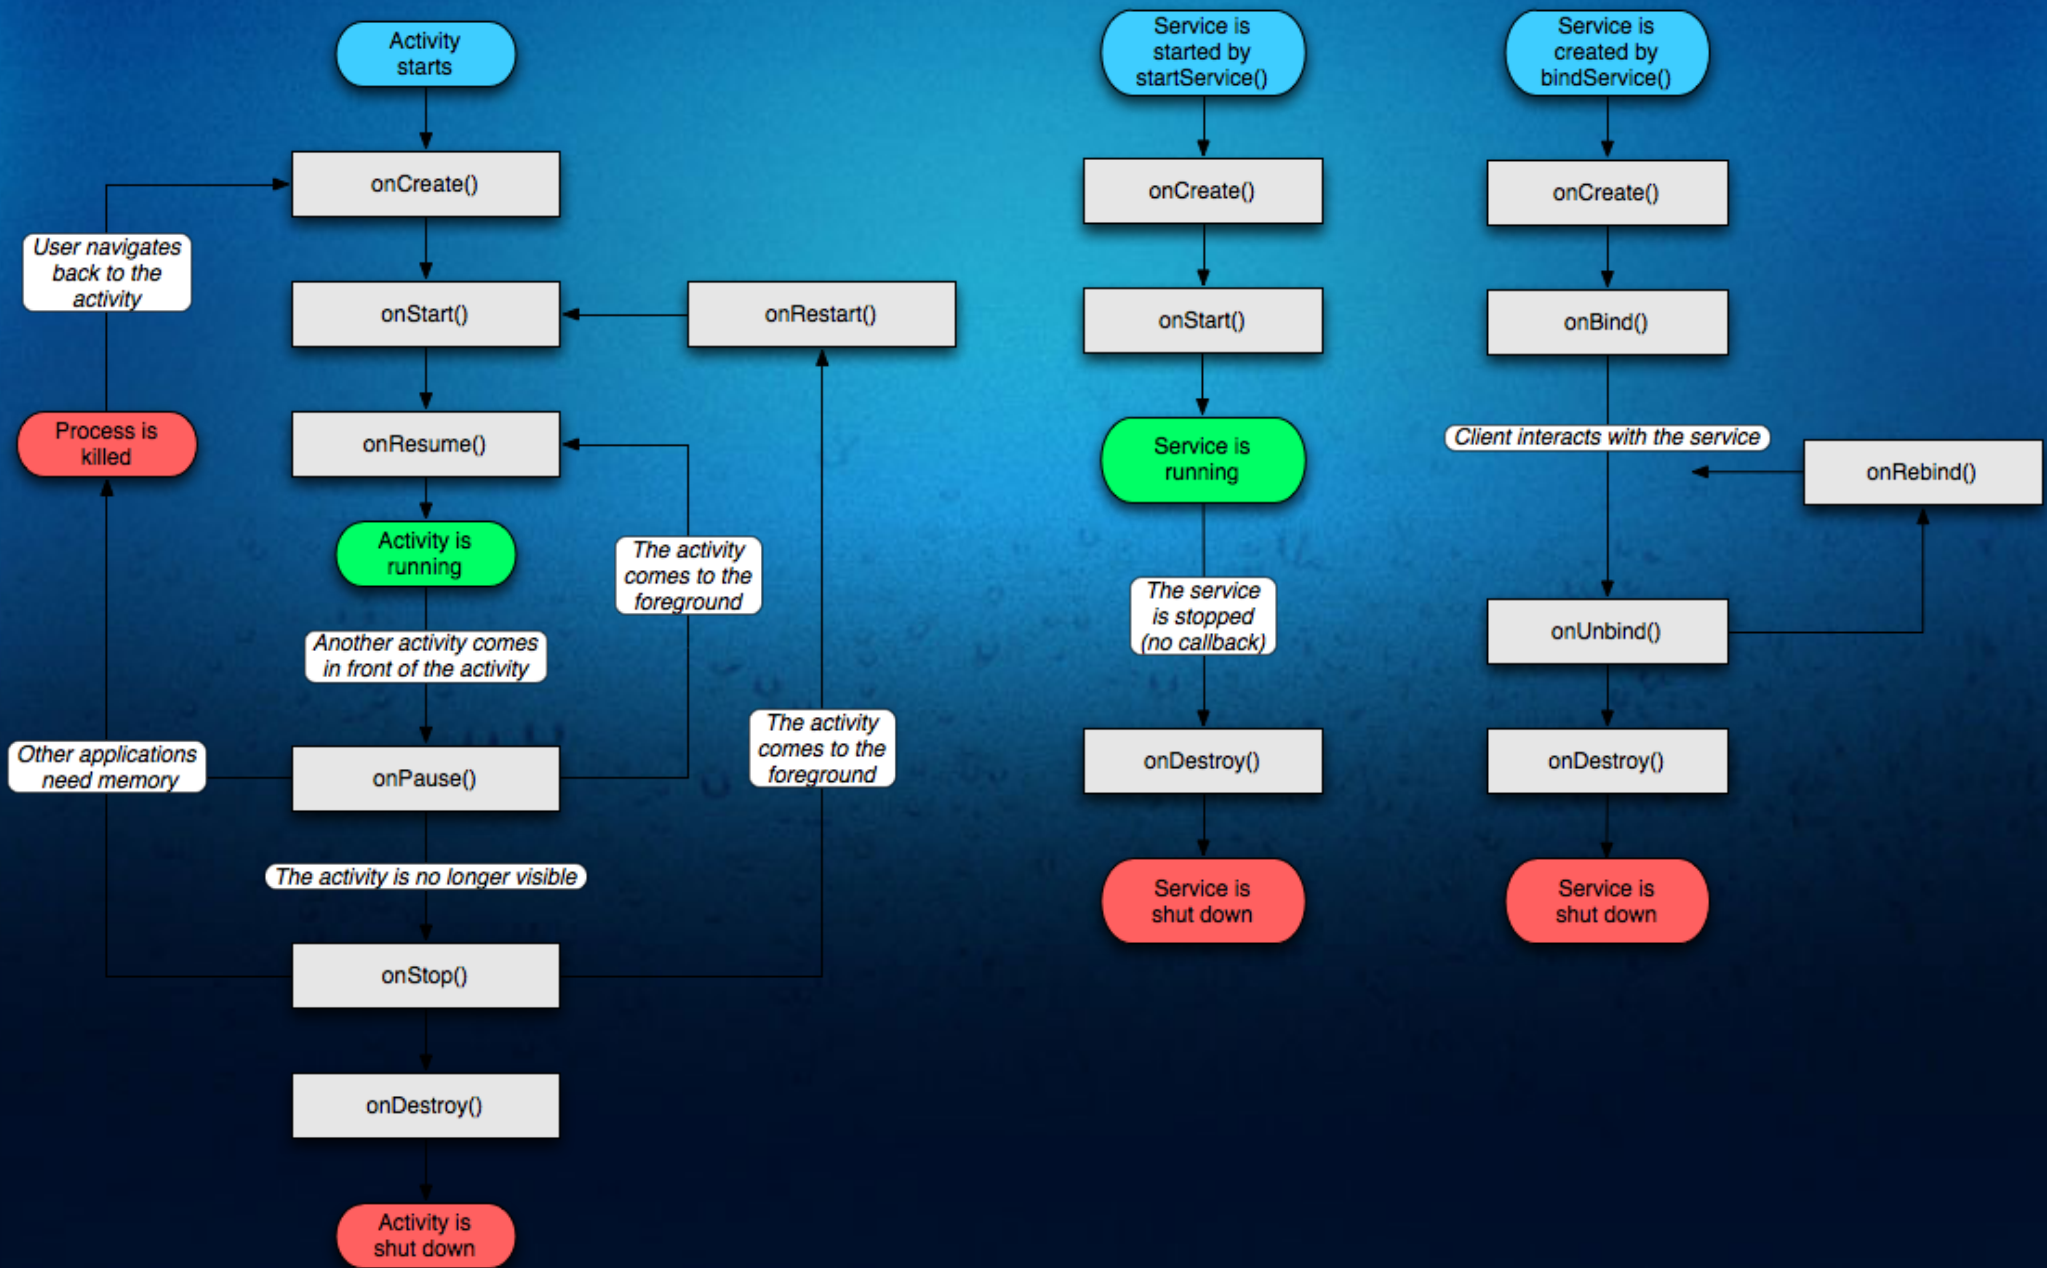 Activity
starts
onCreate()
User navigates
back to the
activity
onStart()
onRestart()
onResume()
Process is
killed
Activity is
running
The activity
comes to the
foreground
Another activity comes
in front of the activity
The activity
comes to the
foreground
Other applications
need memory
onPause()
The activity is no longer visible
onStop()
onDestroy()
Activity is
shut down
Service is
started by
startService()
onCreate()
onStart()
Service is
running
The service
is stopped
(no callback)
onDestroy()
Service is
shut down
Service is
created by
bindService()
onCreate()
onBind()
Client interacts with the service
onRebind()
onUnbind()
onDestroy()
Service is
shut down